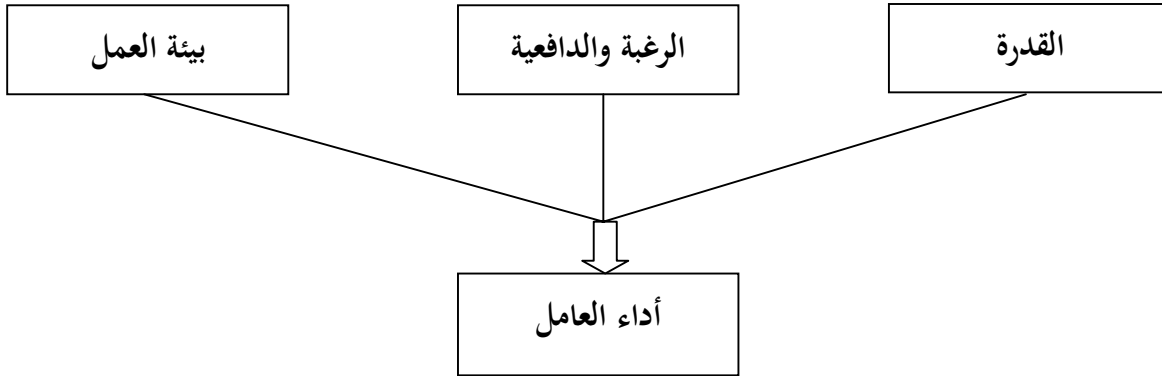 القدرة
الرغبة والدافعية
بيئة العمل
أداء العامل